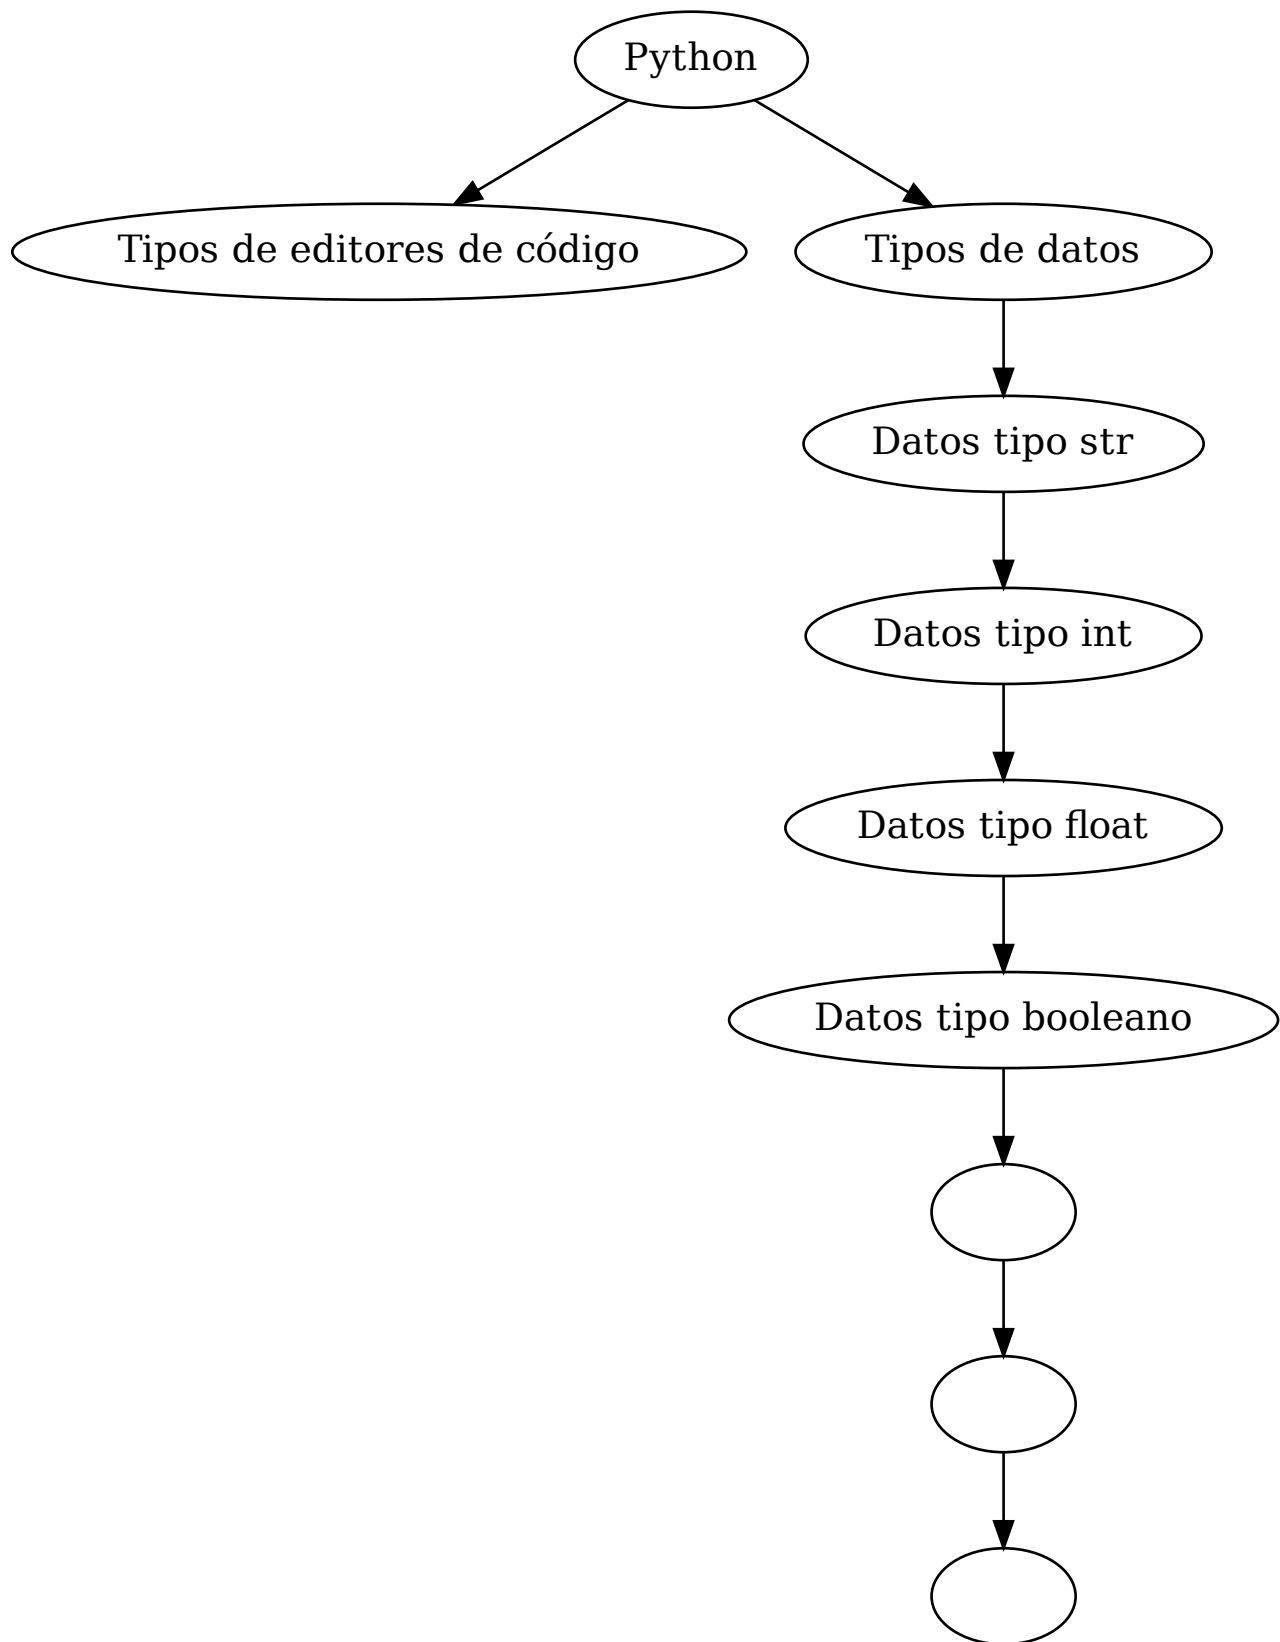 Python
Tipos de editores de código
Tipos de datos
Datos tipo str
Datos tipo int
Datos tipo float
Datos tipo booleano